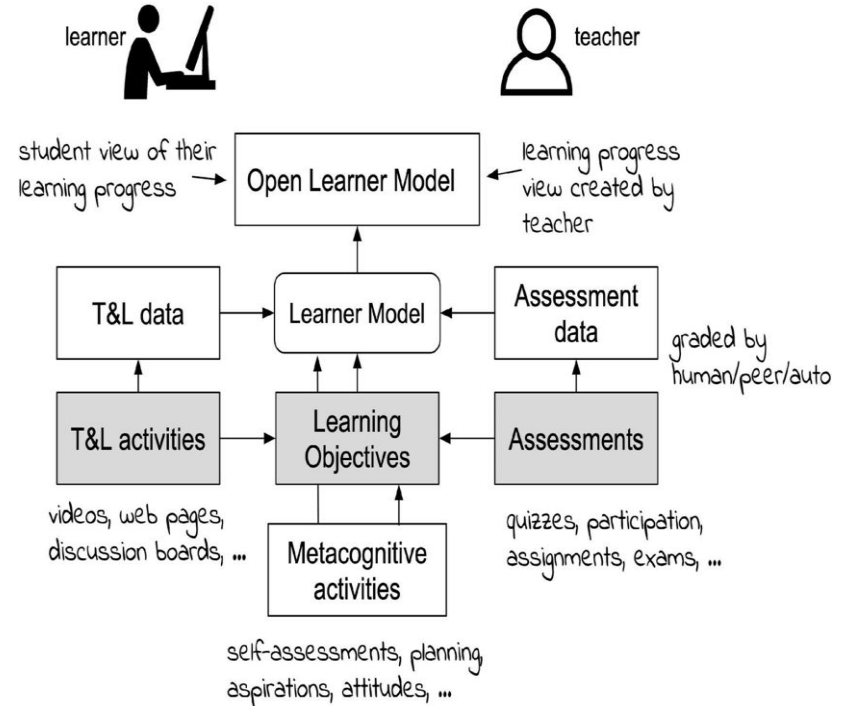 learner
teacher
student view of their
learning progress
Open Learner Model
learning progress
view created by
teacher
T&L data
Learner Model
Assessment
data
graded by
human/peer/auto
T&L activities
Learning
Objectives
Assessments
videos, web pages,
discussion boards, ...
Metacognitive
activities
quizzes, participation,
assignments, exams, ...
self-assessments, planning,
aspirations, attitudes, ...